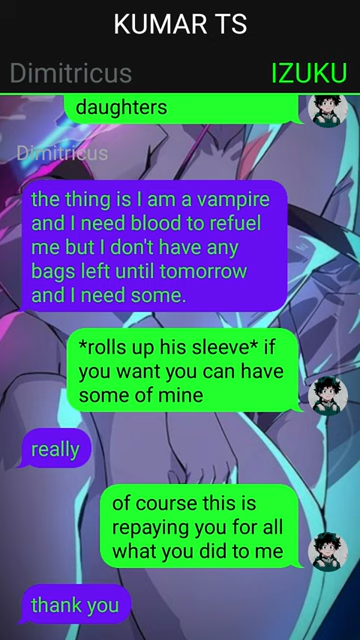 KUMAR TS
Dimitricus
IZUKU
daughters
Dimitricus
the thing is I am a vampire
and I need blood to refuel
me but I don't have any
bags left until tomorrow
and I need some.
*rolls up his sleeve* if
you want you can have
some of mine
really
of course this is
repaying you for all
what you did to me
thank you